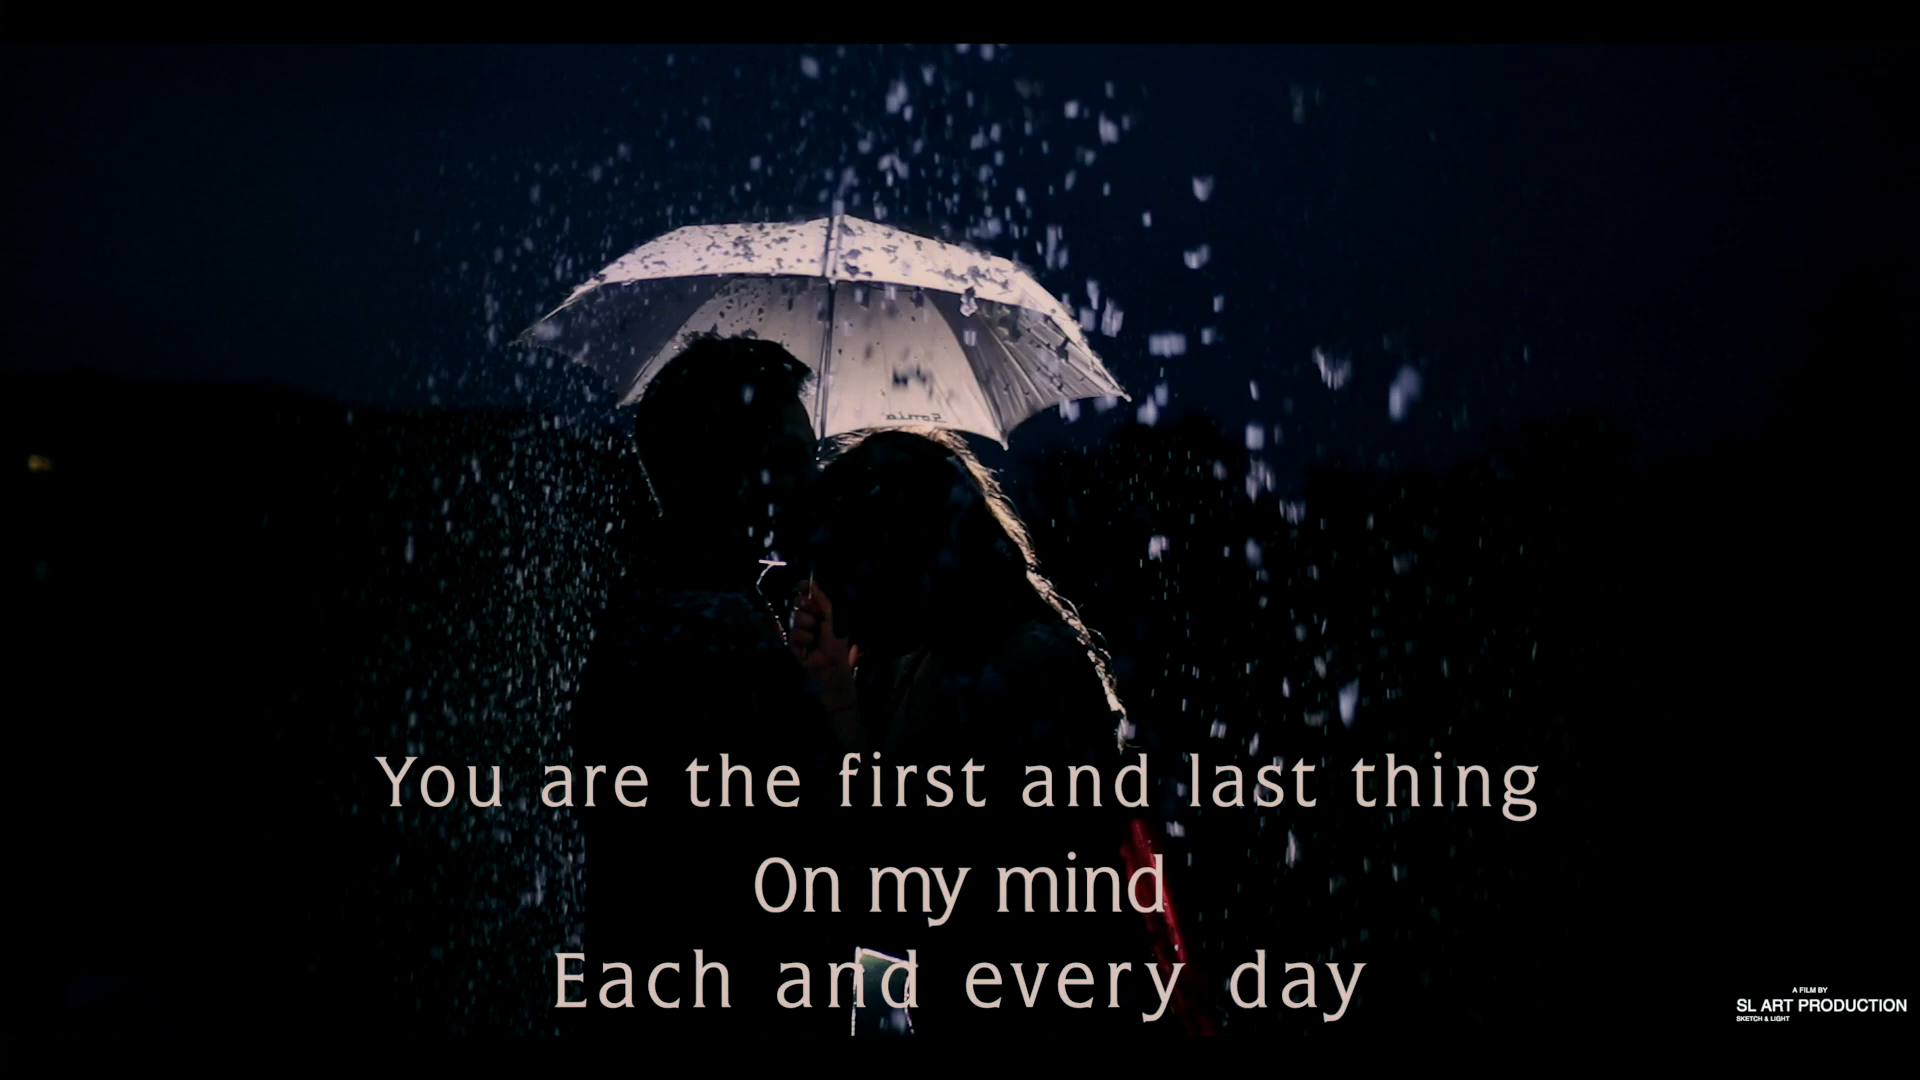 Sonia
You are the first and last thing
On my mind
Each and every day
A FILM BY
SL ART PRODUCTION
SKETCH & LIGHT